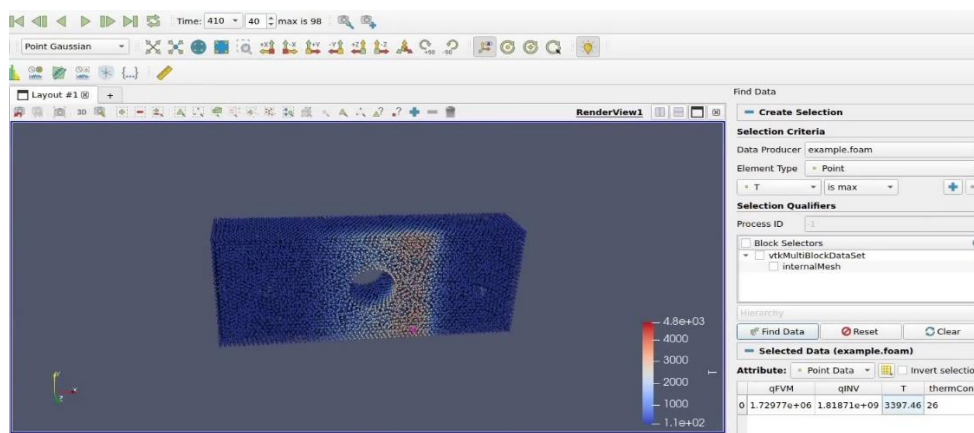 Time: 410 40 max is 98
Point Gaussian +X -X +Y -Y +Z -Z +90 -90
{...}
Layout #1 +
3D RenderView1
Find Data
Create Selection
Selection Criteria
Data Producer example.foam
Element Type Point
T is max
Selection Qualifiers
Process ID -1
Block Selectors
vtkMultiBlockDataSet
internalMesh
Hierarchy
Find Data Reset Clear
Selected Data (example.foam)
Attribute: Point Data Invert selectio
qFVM qINV T thermCon
0 1.72977e+06 1.81871e+09 3397.46 26
4.8e+03
4000
3000
2000
1000
1.1e+02
T
Y
X
Z